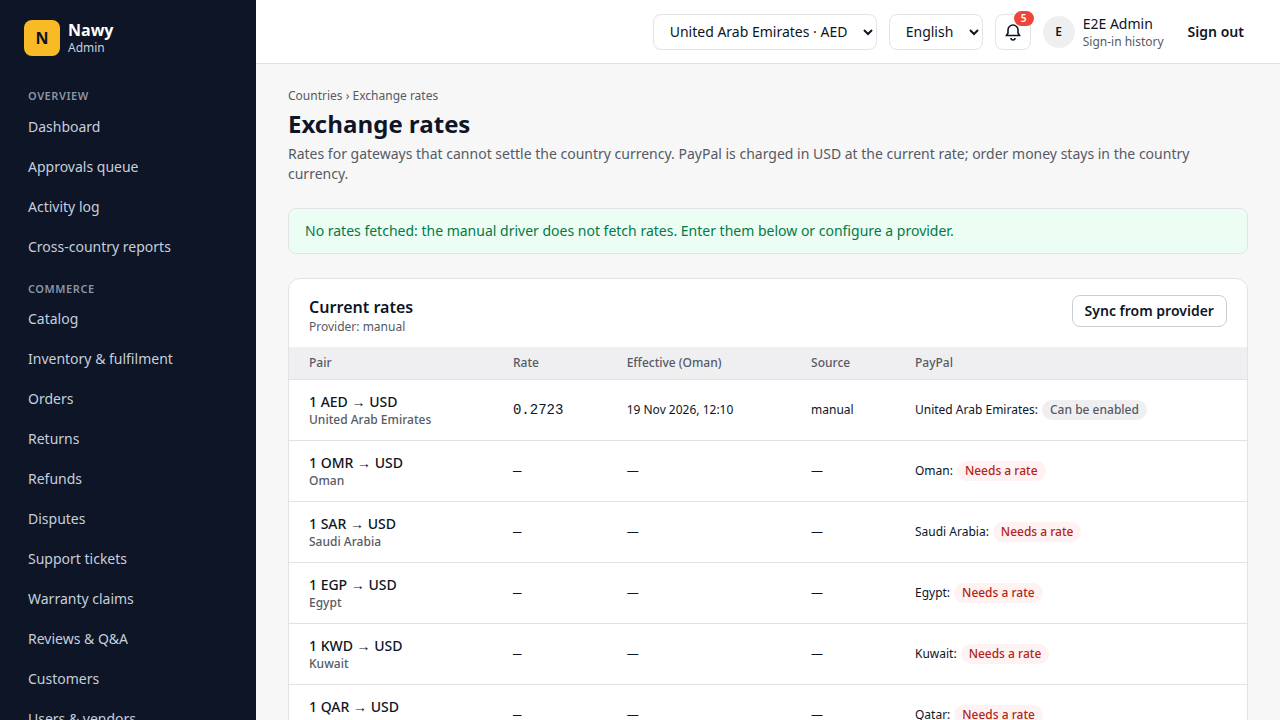 N
Nawy
Admin
OVERVIEW
Dashboard
Approvals queue
Activity log
Cross-country reports
COMMERCE
Catalog
Inventory & fulfilment
Orders
Returns
Refunds
Disputes
Support tickets
Warranty claims
Reviews & Q&A
Customers
Users & vendors
United Arab Emirates · AED
English
5
E
E2E Admin
Sign-in history
Sign out
Countries › Exchange rates
Exchange rates
Rates for gateways that cannot settle the country currency. PayPal is charged in USD at the current rate; order money stays in the country
currency.
No rates fetched: the manual driver does not fetch rates. Enter them below or configure a provider.
Current rates
Provider: manual
Sync from provider
Pair Rate Effective (Oman) Source PayPal
1 AED → USD
United Arab Emirates
0.2723 19 Nov 2026, 12:10 manual United Arab Emirates: Can be enabled
1 OMR → USD
Oman
— — — Oman: Needs a rate
1 SAR → USD
Saudi Arabia
— — — Saudi Arabia: Needs a rate
1 EGP → USD
Egypt
— — — Egypt: Needs a rate
1 KWD → USD
Kuwait
— — — Kuwait: Needs a rate
1 QAR → USD
— — — Qatar: Needs a rate